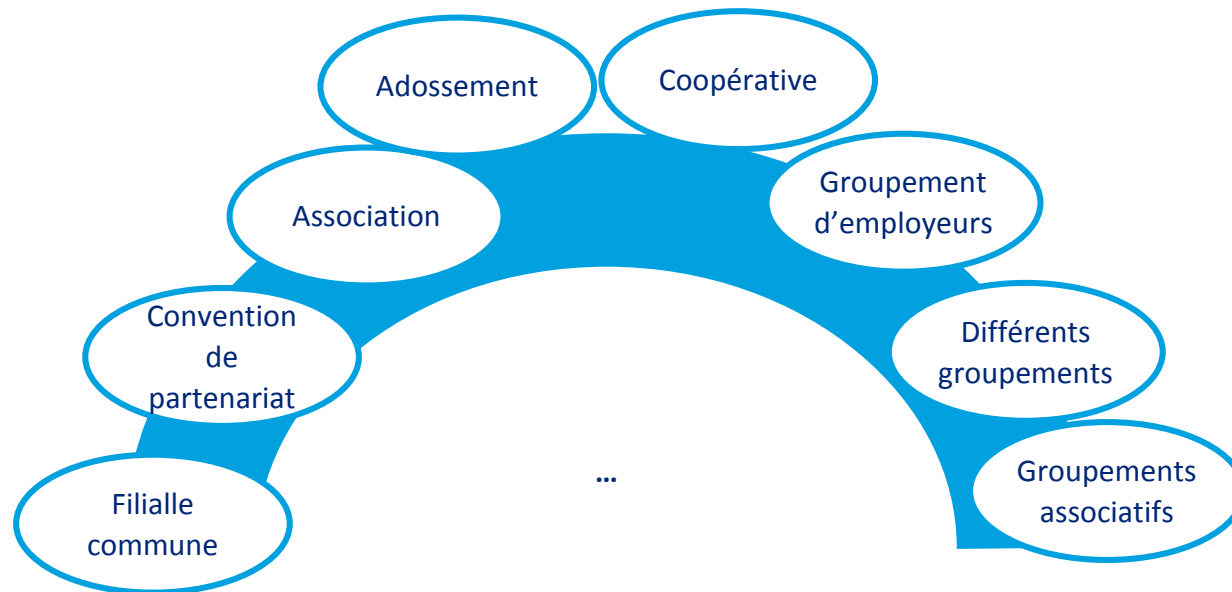 Adossement
Coopérative
Association
Groupement
d’employeurs
Convention
de
partenariat
Différents
groupements
Filialle
commune
...
Groupements
associatifs